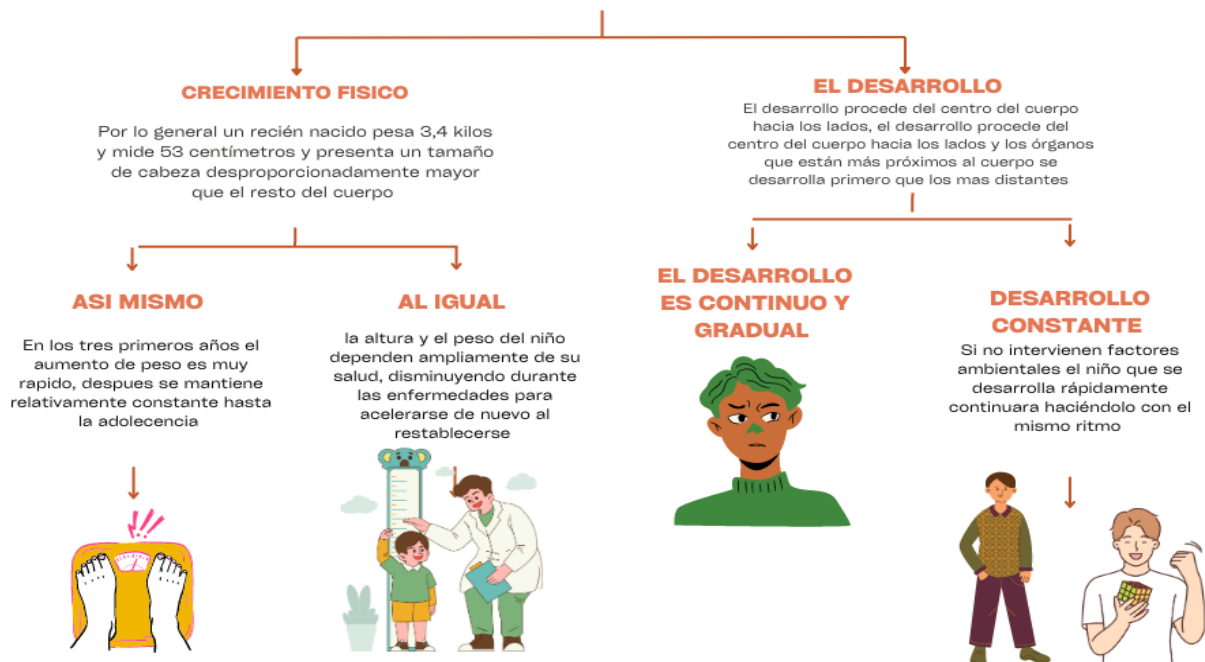 CRECIMIENTO FISICO
Por lo general un recién nacido pesa 3,4 kilos
y mide 53 centímetros y presenta un tamaño
de cabeza desproporcionadamente mayor
que el resto del cuerpo
EL DESARROLLO
El desarrollo procede del centro del cuerpo
hacia los lados, el desarrollo procede del
centro del cuerpo hacia los lados y los órganos
que están más próximos al cuerpo se
desarrolla primero que los mas distantes
ASI MISMO
En los tres primeros años el
aumento de peso es muy
rapido, despues se mantiene
relativamente constante hasta
la adolecencia
AL IGUAL
la altura y el peso del niño
dependen ampliamente de su
salud, disminuyendo durante
las enfermedades para
acelerarse de nuevo al
restablecerse
EL DESARROLLO
ES CONTINUO Y
GRADUAL
DESARROLLO
CONSTANTE
Si no intervienen factores
ambientales el niño que se
desarrolla rápidamente
continuara haciéndolo con el
mismo ritmo